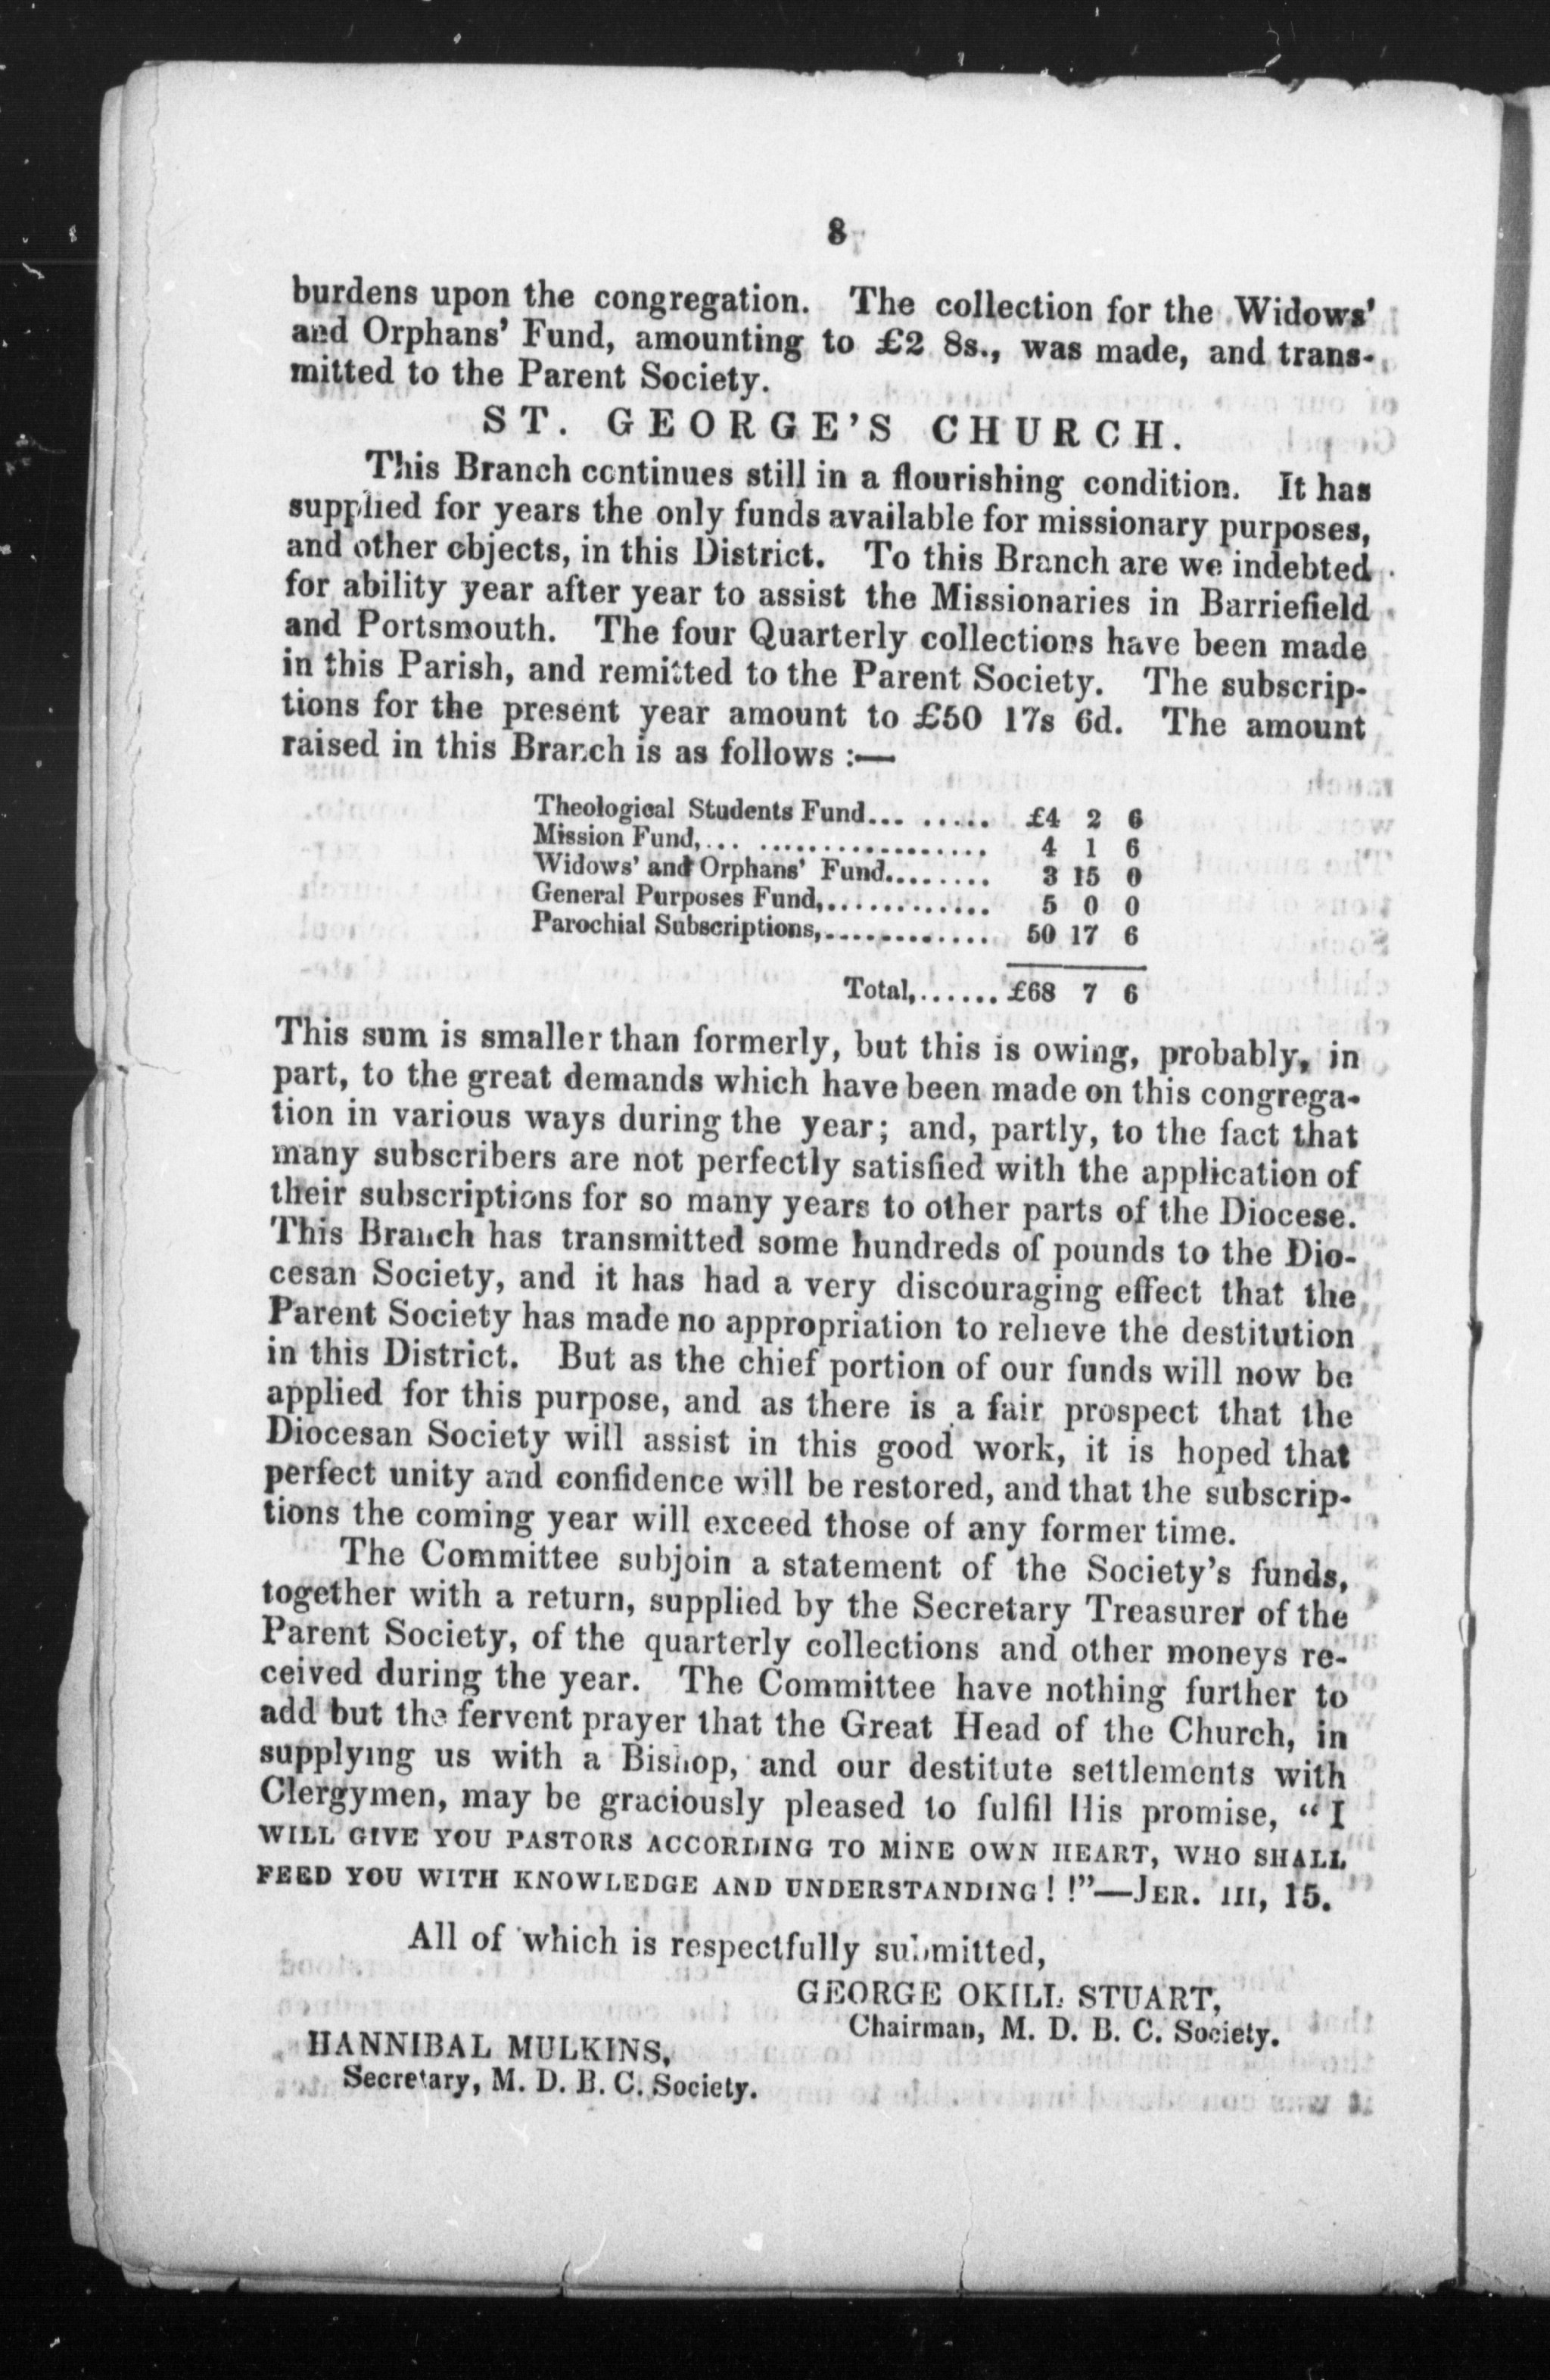 8
burdens upon the congregation. The collection for the Widows'
and Orphans' Fund, amounting to £2 8s., was made, and trans-
mitted to the Parent Society.
ST. GEORGE'S CHURCH.
This Branch continues still in a flourishing condition. It has
supplied for years the only funds available for missionary purposes,
and other objects, in this District. To this Branch are we indebted
for ability year after year to assist the Missionaries in Barriefield
and Portsmouth. The four Quarterly collections have been made
in this Parish, and remitted to the Parent Society. The subscrip-
tions for the present year amount to £50 17s 6d. The amount
raised in this Branch is as follows :—
Theological Students Fund... ...... £4 2 6
Mission Fund,... .................. 4 1 6
Widows' and Orphans' Fund......... 3 15 0
General Purposes Fund,............. 5 0 0
Parochial Subscriptions,............. 50 17 6
Total,...... £68 7 6
This sum is smaller than formerly, but this is owing, probably, in
part, to the great demands which have been made on this congrega-
tion in various ways during the year; and, partly, to the fact that
many subscribers are not perfectly satisfied with the application of
their subscriptions for so many years to other parts of the Diocese.
This Branch has transmitted some hundreds of pounds to the Dio-
cesan Society, and it has had a very discouraging effect that the
Parent Society has made no appropriation to relieve the destitution
in this District. But as the chief portion of our funds will now be
applied for this purpose, and as there is a fair prospect that the
Diocesan Society will assist in this good work, it is hoped that
perfect unity and confidence will be restored, and that the subscrip-
tions the coming year will exceed those of any former time.
The Committee subjoin a statement of the Society's funds,
together with a return, supplied by the Secretary Treasurer of the
Parent Society, of the quarterly collections and other moneys re-
ceived during the year. The Committee have nothing further to
add but the fervent prayer that the Great Head of the Church, in
supplying us with a Bishop, and our destitute settlements with
Clergymen, may be graciously pleased to fulfil His promise, "I
WILL GIVE YOU PASTORS ACCORDING TO MINE OWN HEART, WHO SHALL
FEED YOU WITH KNOWLEDGE AND UNDERSTANDING! !"—JER. III, 15.
All of which is respectfully submitted,
GEORGE OKILL STUART,
Chairman, M. D. B. C. Society.
HANNIBAL MULKINS,
Secretary, M. D. B. C. Society.